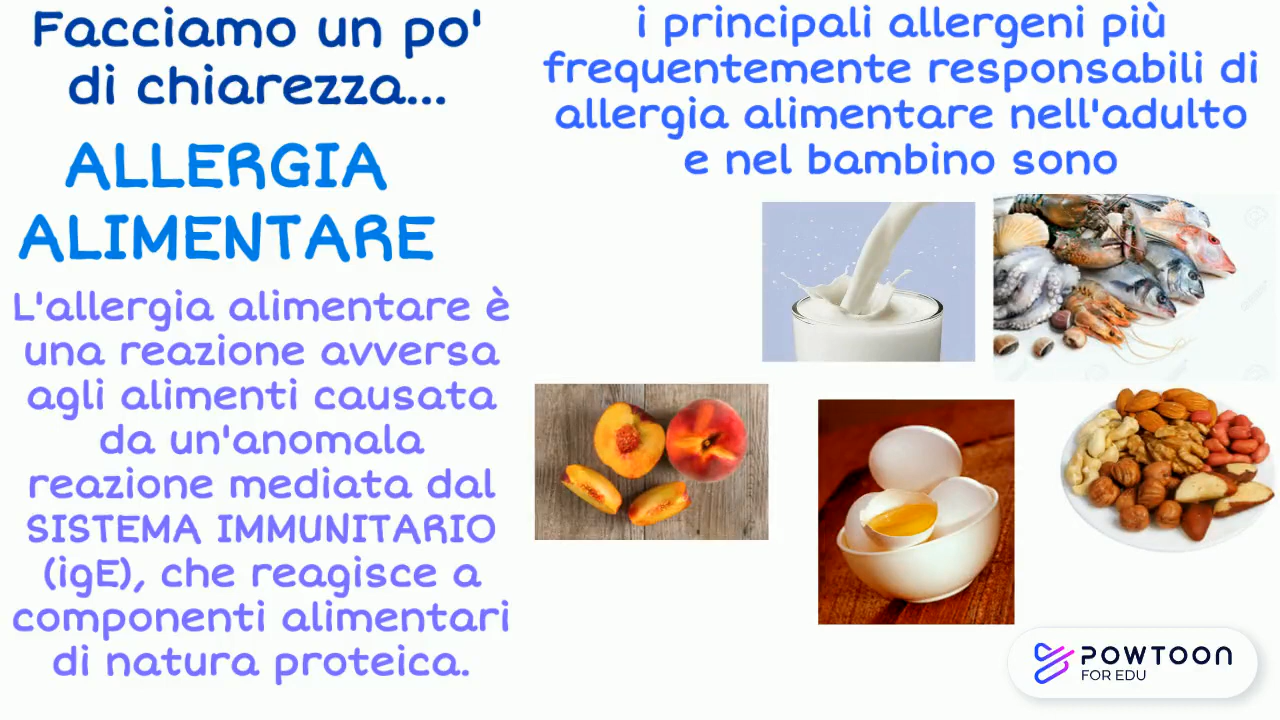 Facciamo un po'
di chiarezza...
ALLERGIA
ALIMENTARE
L'allergia alimentare è
una reazione avversa
agli alimenti causata
da un'anomala
reazione mediata dal
SISTEMA IMMUNITARIO
(igE), che reagisce a
componenti alimentari
di natura proteica.
i principali allergeni più
frequentemente responsabili di
allergia alimentare nell'adulto
e nel bambino sono
POWTOON
FOR EDU